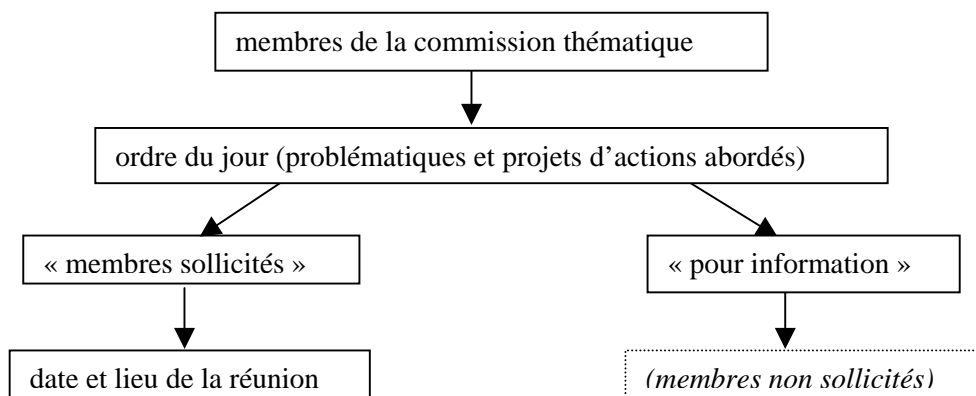 membres de la commission thématique
ordre du jour (problématiques et projets d’actions abordés)
« membres sollicités »
« pour information »
date et lieu de la réunion
(membres non sollicités)